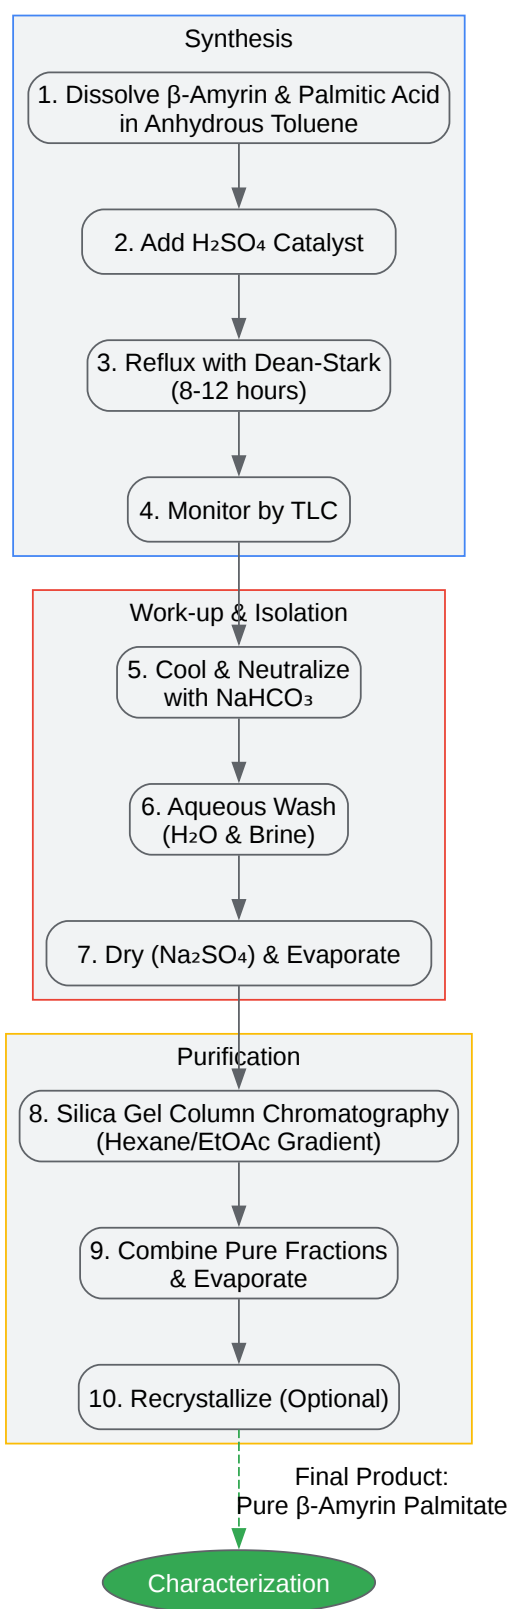 Synthesis
1. Dissolve β-Amyrin & Palmitic Acid
in Anhydrous Toluene
2. Add H₂SO₄ Catalyst
3. Reflux with Dean-Stark
(8-12 hours)
4. Monitor by TLC
Work-up & Isolation
5. Cool & Neutralize
with NaHCO₃
6. Aqueous Wash
(H₂O & Brine)
7. Dry (Na₂SO₄) & Evaporate
Purification
8. Silica Gel Column Chromatography
(Hexane/EtOAc Gradient)
9. Combine Pure Fractions
& Evaporate
10. Recrystallize (Optional)
Final Product:
Pure β-Amyrin Palmitate
Characterization